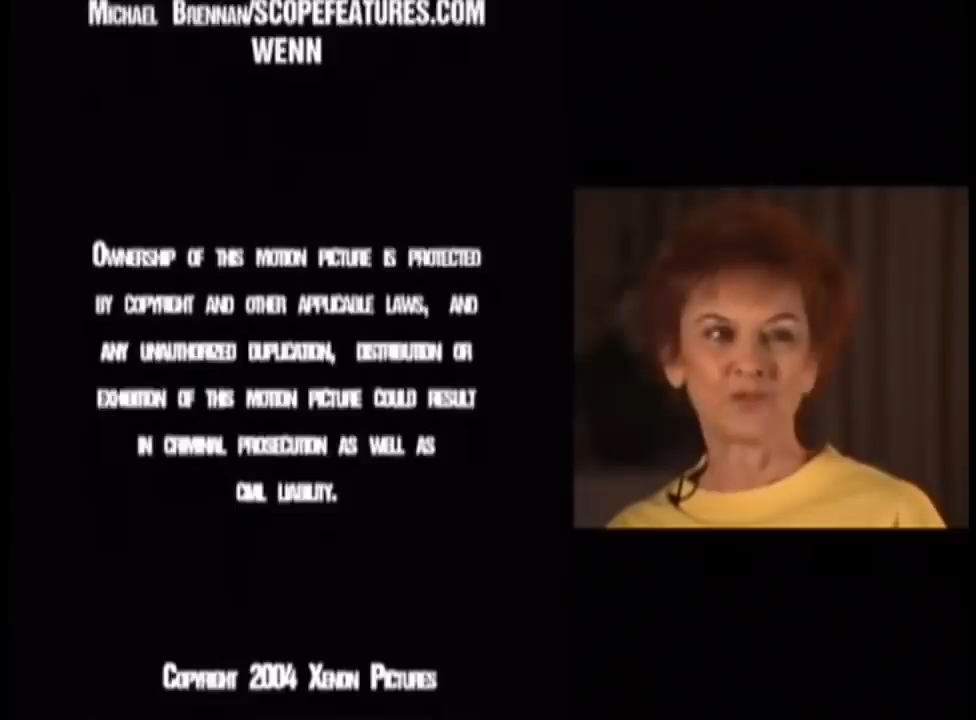 MICHAEL BRENNAN/SCOPEFEATURES.COM
WENN
OWNERSHIP OF THIS MOTION PICTURE IS PROTECTED
BY COPYRIGHT AND OTHER APPLICABLE LAWS, AND
ANY UNAUTHORIZED DUPLICATION, DISTRIBUTION OR
EXHIBITION OF THIS MOTION PICTURE COULD RESULT
IN CRIMINAL PROSECUTION AS WELL AS
CIVIL LIABILITY.
COPYRIGHT 2004 XENON PICTURES